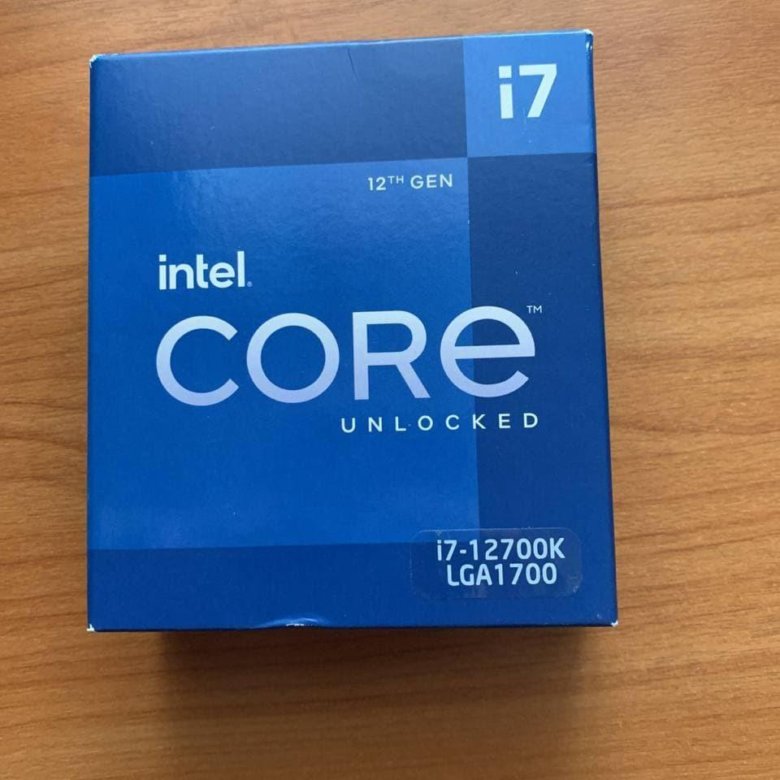 i7
12TH GEN
intel.
CORe™
UNLOCKED
i7-12700K
LGA1700